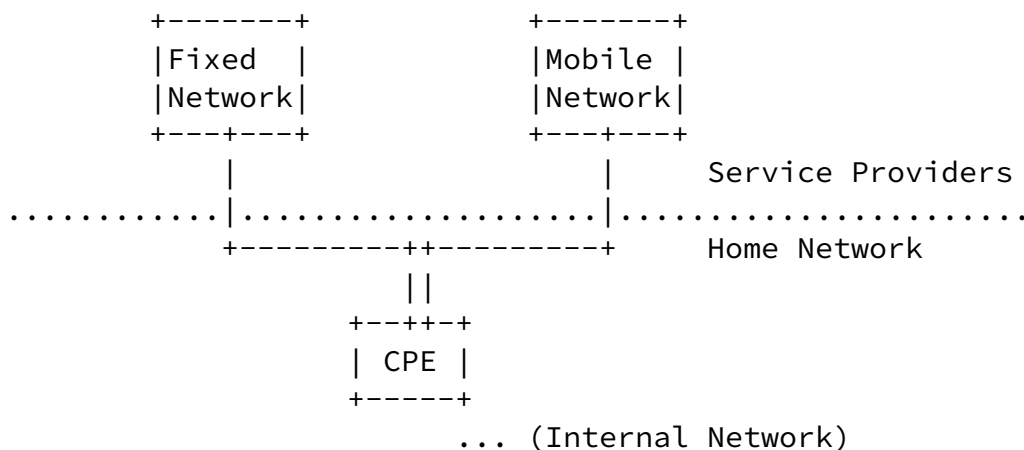 Fixed Mobile
Network Network
Service Providers
Home Network
CPE
... (Internal Network)